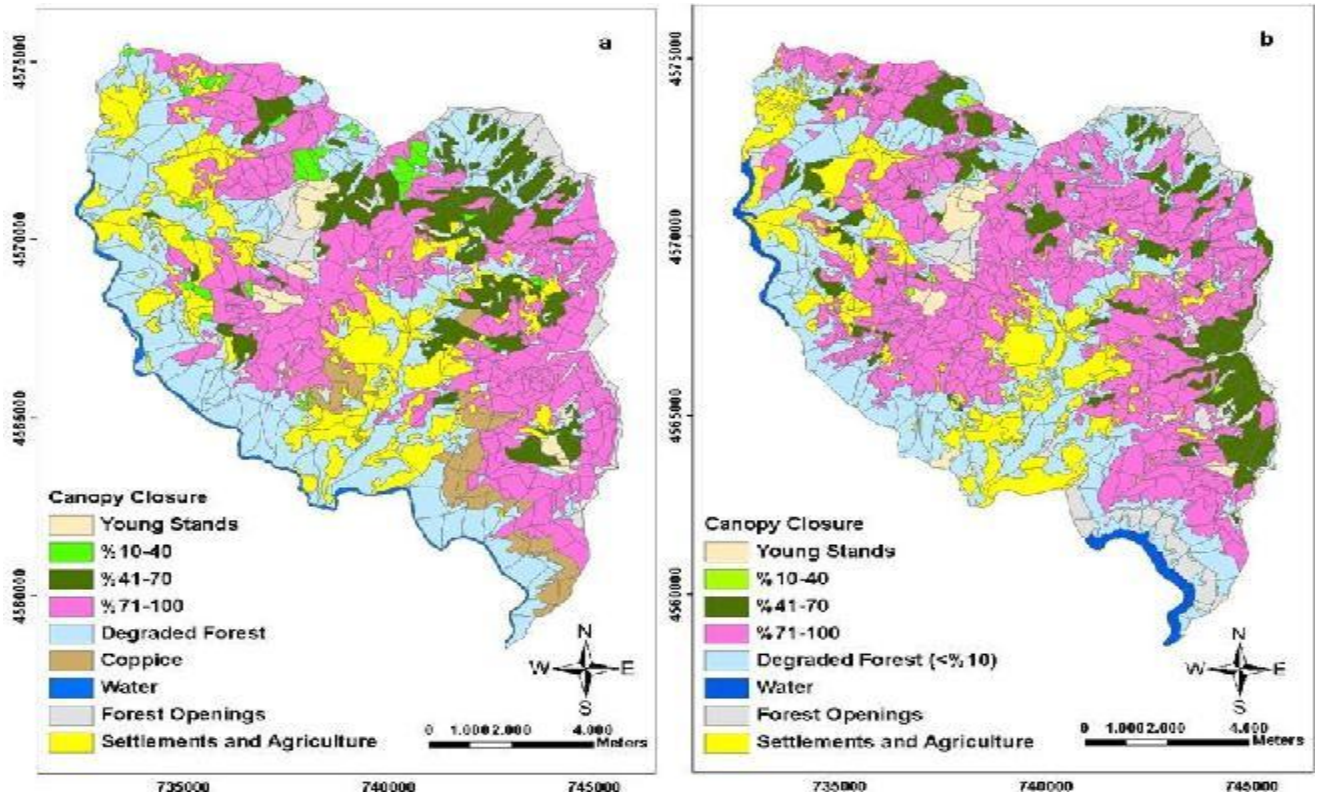 a
4575000
4570000
4565000
4560000
Canopy Closure
Young Stands
%10-40
%41-70
%71-100
Degraded Forest
Coppice
Water
Forest Openings
Settlements and Agriculture
N
W E
S
0 1.000 2.000 4.000
Meters
735000 740000 745000
b
4575000
4570000
4565000
4560000
Canopy Closure
Young Stands
%10-40
%41-70
%71-100
Degraded Forest (<%10)
Water
Forest Openings
Settlements and Agriculture
N
W E
S
0 1.000 2.000 4.000
Meters
735000 740000 745000